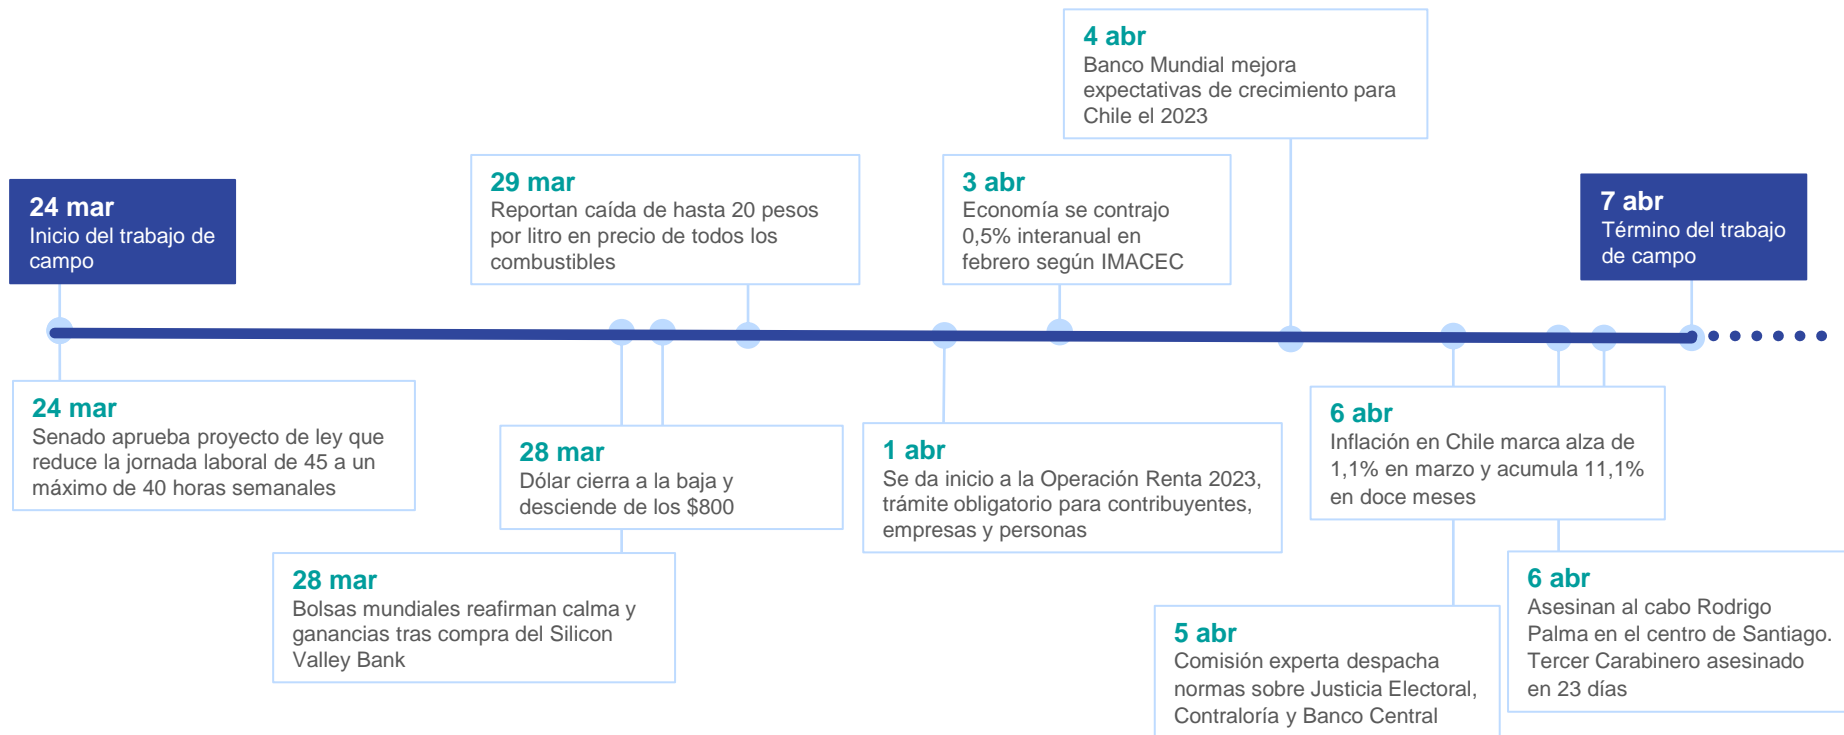 24 mar
Inicio del trabajo de
campo
24 mar
Senado aprueba proyecto de ley que
reduce la jornada laboral de 45 a un
máximo de 40 horas semanales
28 mar
Bolsas mundiales reafirman calma y
ganancias tras compra del Silicon
Valley Bank
28 mar
Dólar cierra a la baja y
desciende de los $800
29 mar
Reportan caída de hasta 20 pesos
por litro en precio de todos los
combustibles
1 abr
Se da inicio a la Operación Renta 2023,
trámite obligatorio para contribuyentes,
empresas y personas
3 abr
Economía se contrajo
0,5% interanual en
febrero según IMACEC
4 abr
Banco Mundial mejora
expectativas de crecimiento para
Chile el 2023
5 abr
Comisión experta despacha
normas sobre Justicia Electoral,
Contraloría y Banco Central
6 abr
Inflación en Chile marca alza de
1,1% en marzo y acumula 11,1%
en doce meses
6 abr
Asesinan al cabo Rodrigo
Palma en el centro de Santiago.
Tercer Carabinero asesinado
en 23 días
7 abr
Término del trabajo
de campo